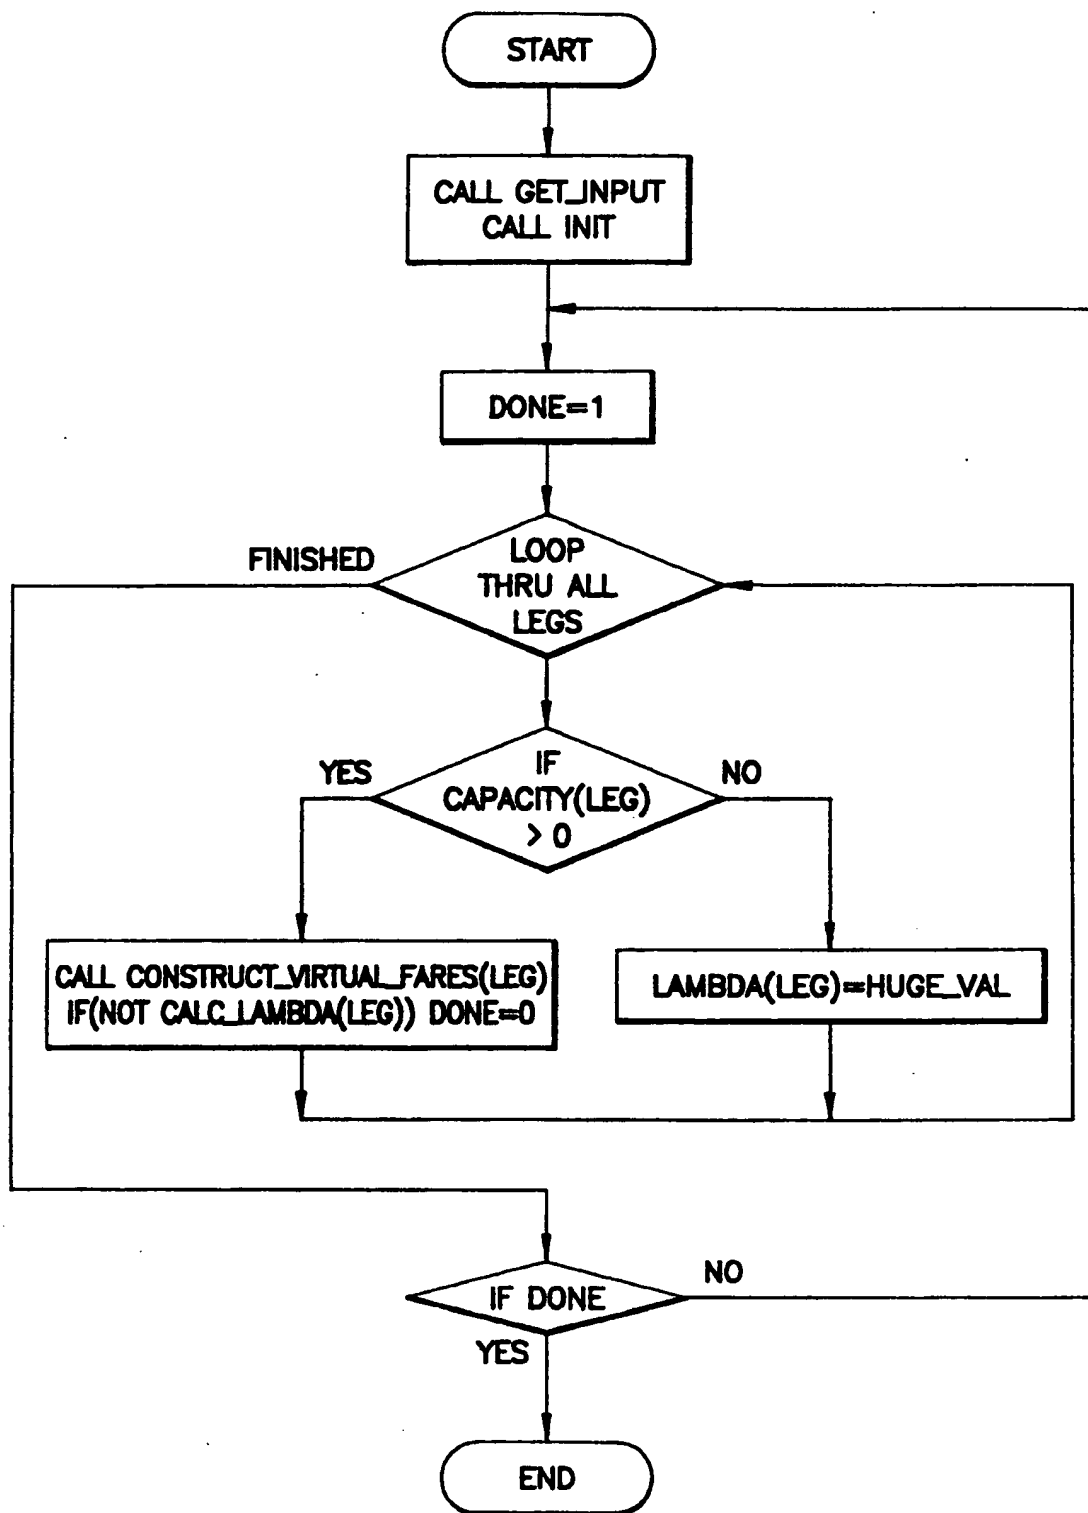 START
CALL GET_INPUT
CALL INIT
DONE=1
FINISHED
LOOP
THRU ALL
LEGS
YES
IF
CAPACITY(LEG)
> 0
NO
CALL CONSTRUCT_VIRTUAL_FARES(LEG)
IF(NOT CALC_LAMBDA(LEG)) DONE=0
LAMBDA(LEG)=HUGE_VAL
IF DONE
NO
YES
END